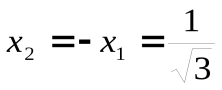 x₂ = - x₁ = 1/√3